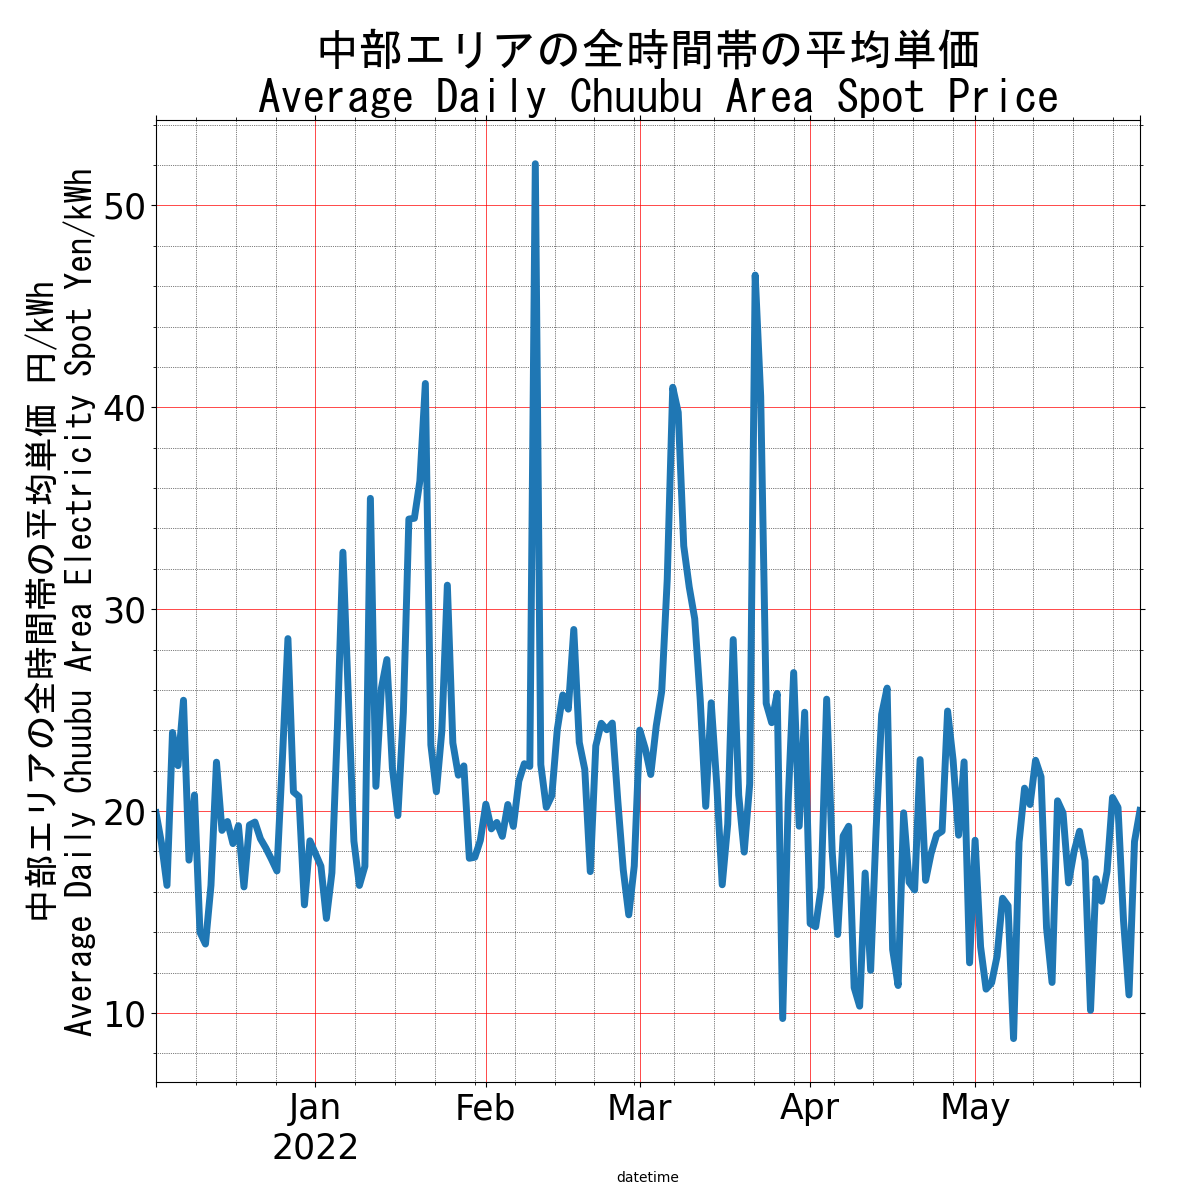 中部エリアの全時間帯の平均単価
Average Daily Chuubu Area Spot Price
中部エリアの全時間帯の平均単価 円/kWh
Average Daily Chuubu Area Electricity Spot Yen/kWh
50
40
30
20
10
Jan Feb Mar Apr May
2022
datetime